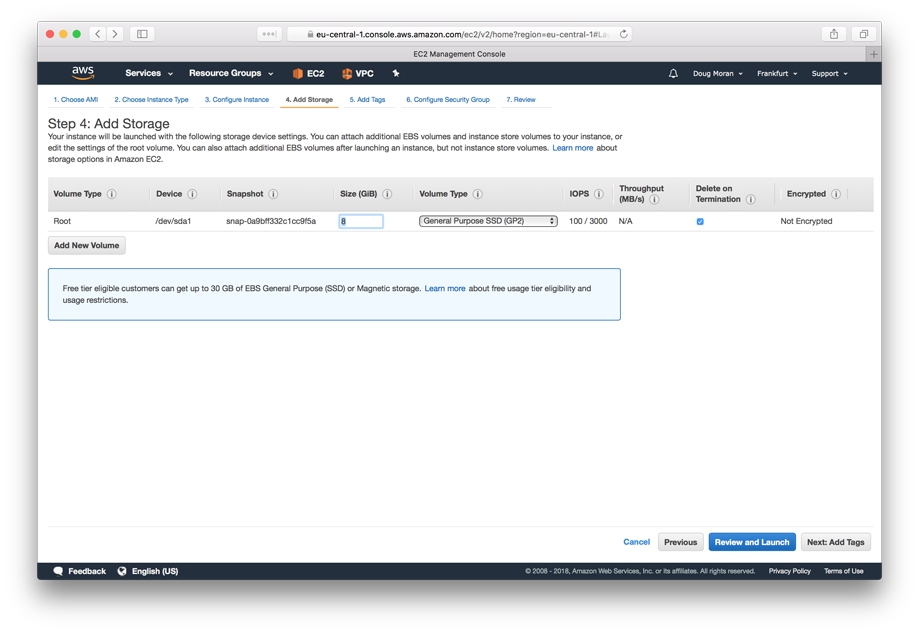 eu-central-1.console.aws.amazon.com/ec2/v2/home?region=eu-central-1#La
EC2 Management Console
aws Services Resource Groups EC2 VPC Doug Moran Frankfurt Support
1. Choose AMI 2. Choose Instance Type 3. Configure Instance 4. Add Storage 5. Add Tags 6. Configure Security Group 7. Review
Step 4: Add Storage
Your instance will be launched with the following storage device settings. You can attach additional EBS volumes and instance store volumes to your instance, or
edit the settings of the root volume. You can also attach additional EBS volumes after launching an instance, but not instance store volumes. Learn more about
storage options in Amazon EC2.
Volume Type Device Snapshot Size (GiB) Volume Type IOPS Throughput (MB/s) Delete on Termination Encrypted
Root /dev/sda1 snap-0a9bff332c1cc9f5a 8 General Purpose SSD (GP2) 100 / 3000 N/A Not Encrypted
Add New Volume
Free tier eligible customers can get up to 30 GB of EBS General Purpose (SSD) or Magnetic storage. Learn more about free usage tier eligibility and
usage restrictions.
Cancel Previous Review and Launch Next: Add Tags
Feedback English (US) © 2008 - 2018, Amazon Web Services, Inc. or its affiliates. All rights reserved. Privacy Policy Terms of Use